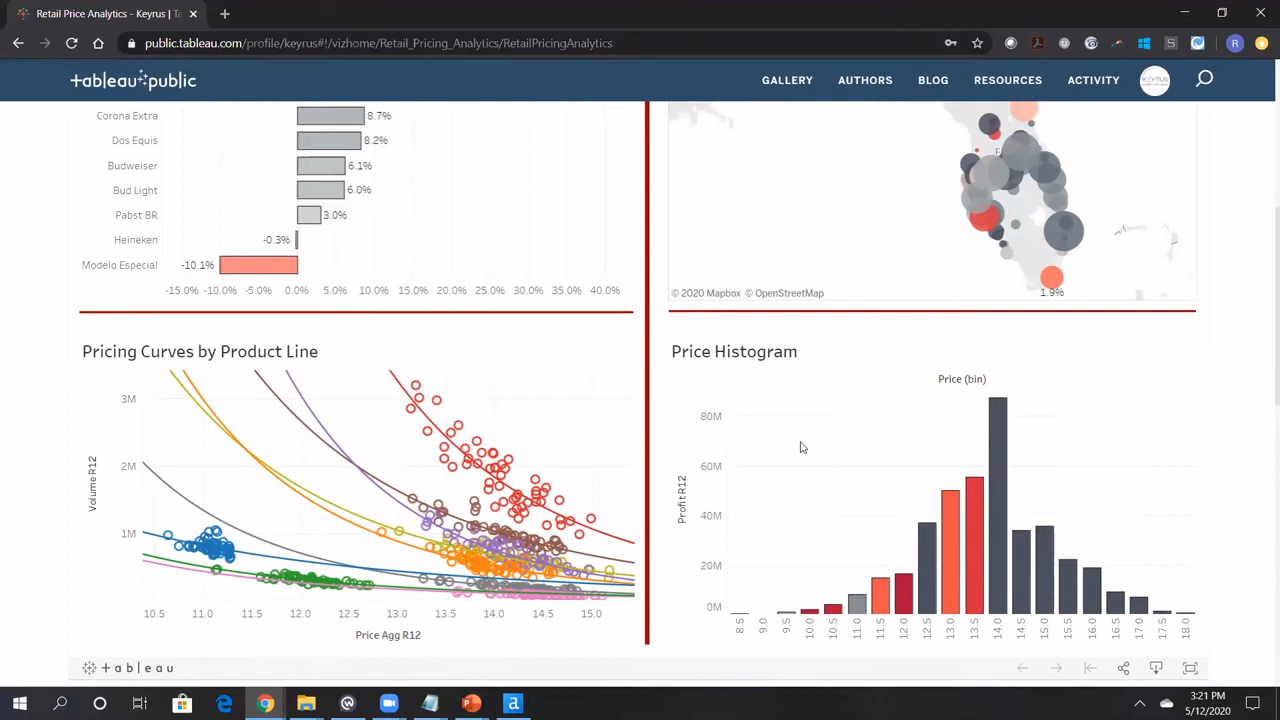 Retail Price Analytics - Keyrus | Ta
public.tableau.com/profile/keyrus#!/vizhome/Retail_Pricing_Analytics/RetailPricingAnalytics
R
+ableau+public
GALLERY AUTHORS BLOG RESOURCES ACTIVITY
KEYRUS
Corona Extra 8.7%
Dos Equis 8.2%
Budweiser 6.1%
Bud Light 6.0%
Pabst BR 3.0%
Heineken -0.3%
Modelo Especial -10.1%
-15.0% -10.0% -5.0% 0.0% 5.0% 10.0% 15.0% 20.0% 25.0% 30.0% 35.0% 40.0%
© 2020 Mapbox © OpenStreetMap
1.9%
Pricing Curves by Product Line
Volume R12
3M
2M
1M
10.5 11.0 11.5 12.0 12.5 13.0 13.5 14.0 14.5 15.0
Price Agg R12
Price Histogram
Price (bin)
Profit R12
80M
60M
40M
20M
0M
8.5 9.0 9.5 10.0 10.5 11.0 11.5 12.0 12.5 13.0 13.5 14.0 14.5 15.0 15.5 16.0 16.5 17.0 17.5 18.0
+ableau
3:21 PM
5/12/2020